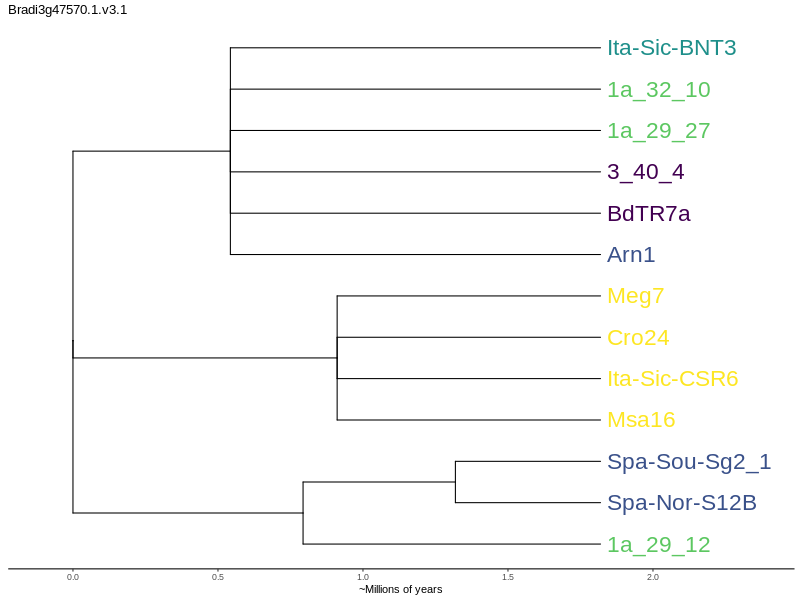 Bradi3g47570.1.v3.1
Ita-Sic-BNT3
1a_32_10
1a_29_27
3_40_4
BdTR7a
Arn1
Meg7
Cro24
Ita-Sic-CSR6
Msa16
Spa-Sou-Sg2_1
Spa-Nor-S12B
1a_29_12
0.0 0.5 1.0 1.5 2.0
~Millions of years